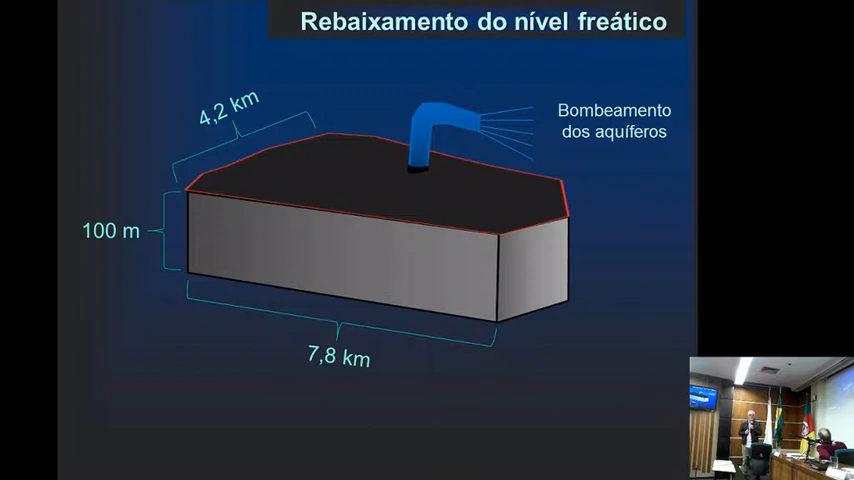 Rebaixamento do nível freático
4,2 km
Bombeamento
dos aquíferos
100 m
7,8 km